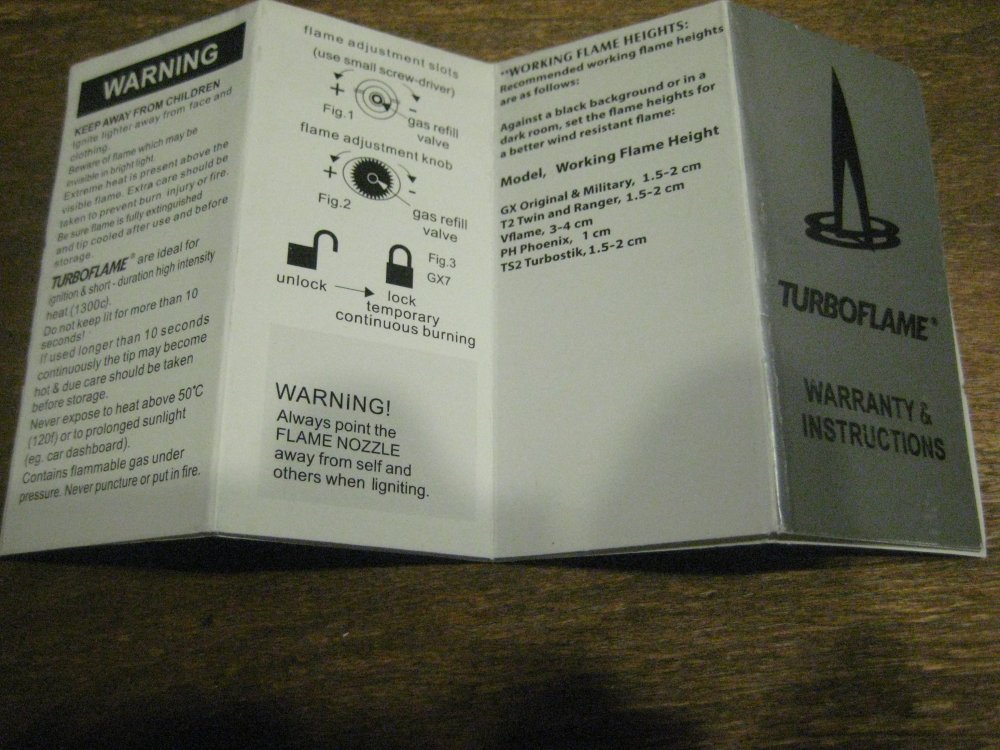 WARNING
KEEP AWAY FROM CHILDREN
Ignite lighter away from face and
clothing.
Beware of flame which may be
invisible in bright light.
Extreme heat is present above the
visible flame. Extra care should be
taken to prevent burn injury or fire.
Be sure flame is fully extinguished
and tip cooled after use and before
storage.
TURBOFLAME® are ideal for
ignition & short - duration high intensity
heat (1300c).
Do not keep lit for more than 10
seconds!
If used longer than 10 seconds
continuously the tip may become
hot & due care should be taken
before storage.
Never expose to heat above 50℃
(120f) or to prolonged sunlight
(eg. car dashboard).
Contains flammable gas under
pressure. Never puncture or put in fire.
flame adjustment slots
(use small screw-driver)
+ -
Fig.1
gas refill
valve
flame adjustment knob
+ -
Fig.2
gas refill
valve
Fig.3
GX7
unlock
lock
temporary
continuous burning
WARNING!
Always point the
FLAME NOZZLE
away from self and
others when ligniting.
**WORKING FLAME HEIGHTS:
Recommended working flame heights
are as follows:
Against a black background or in a
dark room, set the flame heights for
a better wind resistant flame:
Model, Working Flame Height
GX Original & Military, 1.5-2 cm
T2 Twin and Ranger, 1.5-2 cm
Vflame, 3-4 cm
PH Phoenix, 1 cm
TS2 Turbostik, 1.5-2 cm
TURBOFLAME®
WARRANTY &
INSTRUCTIONS